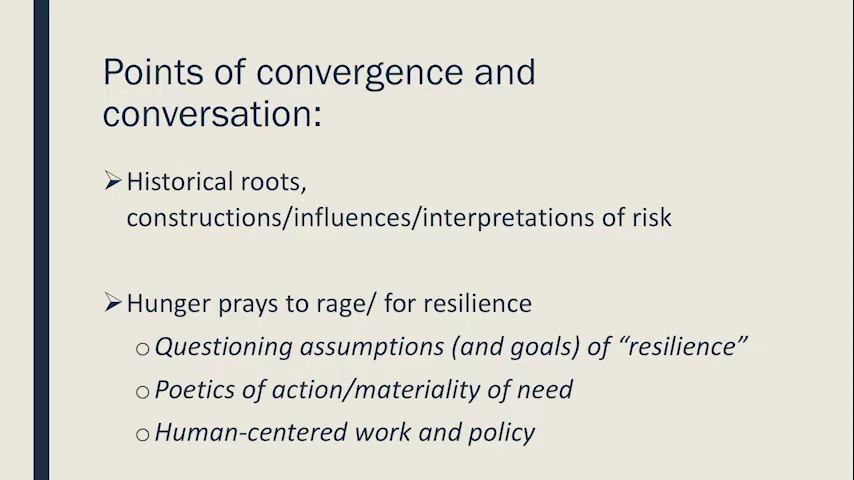 Points of convergence and
conversation:
Historical roots,
constructions/influences/interpretations of risk
Hunger prays to rage/ for resilience
Questioning assumptions (and goals) of “resilience”
Poetics of action/materiality of need
Human-centered work and policy